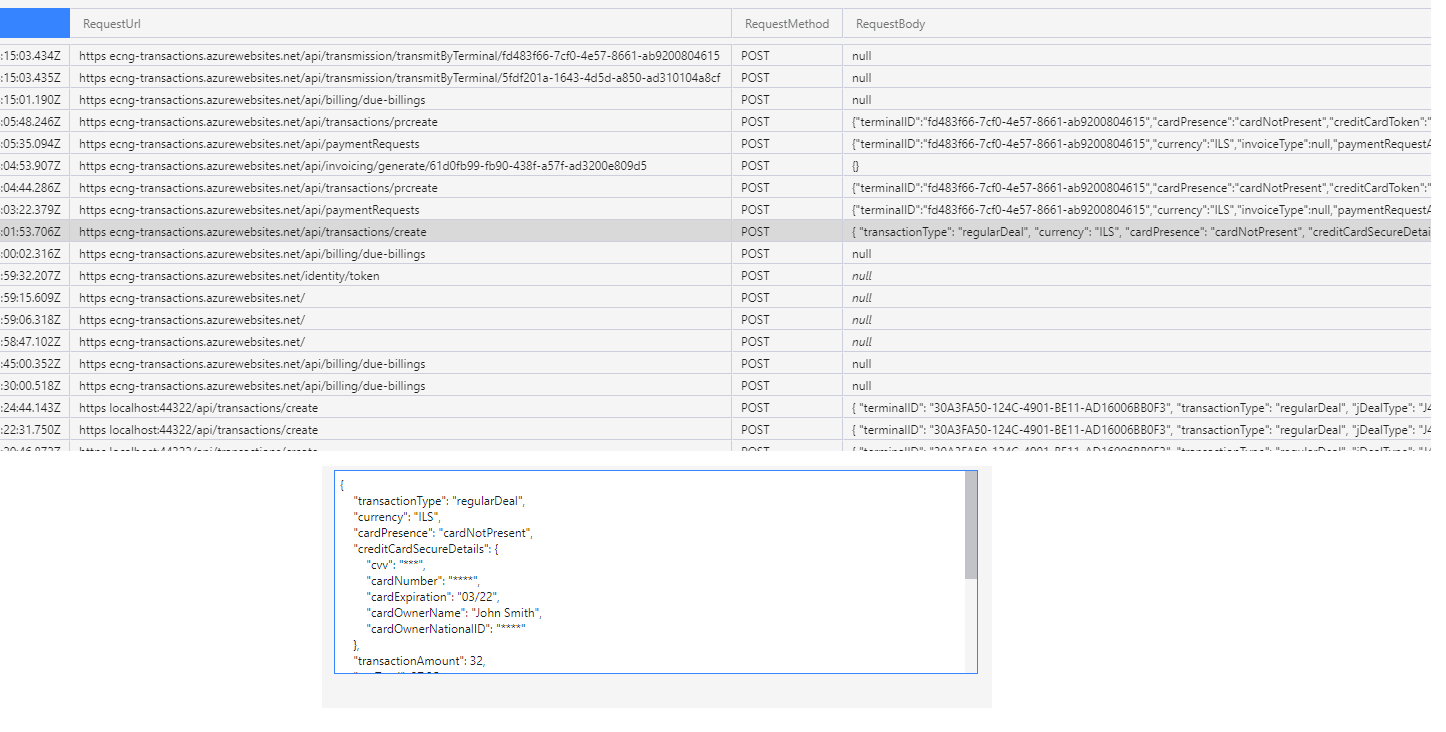 RequestUrl RequestMethod RequestBody
:15:03.434Z https ecng-transactions.azurewebsites.net/api/transmission/transmitByTerminal/fd483f66-7cf0-4e57-8661-ab9200804615 POST null
:15:03.435Z https ecng-transactions.azurewebsites.net/api/transmission/transmitByTerminal/5fdf201a-1643-4d5d-a850-ad310104a8cf POST null
:15:01.190Z https ecng-transactions.azurewebsites.net/api/billing/due-billings POST null
:05:48.246Z https ecng-transactions.azurewebsites.net/api/transactions/prcreate POST {"terminalID":"fd483f66-7cf0-4e57-8661-ab9200804615","cardPresence":"cardNotPresent","creditCardToken":"
:05:35.094Z https ecng-transactions.azurewebsites.net/api/paymentRequests POST {"terminalID":"fd483f66-7cf0-4e57-8661-ab9200804615","currency":"ILS","invoiceType":null,"paymentRequestA
:04:53.907Z https ecng-transactions.azurewebsites.net/api/invoicing/generate/61d0fb99-fb90-438f-a57f-ad3200e809d5 POST {}
:04:44.286Z https ecng-transactions.azurewebsites.net/api/transactions/prcreate POST {"terminalID":"fd483f66-7cf0-4e57-8661-ab9200804615","cardPresence":"cardNotPresent","creditCardToken":"
:03:22.379Z https ecng-transactions.azurewebsites.net/api/paymentRequests POST {"terminalID":"fd483f66-7cf0-4e57-8661-ab9200804615","currency":"ILS","invoiceType":null,"paymentRequestA
:01:53.706Z https ecng-transactions.azurewebsites.net/api/transactions/create POST { "transactionType": "regularDeal", "currency": "ILS", "cardPresence": "cardNotPresent", "creditCardSecureDetai
:00:02.316Z https ecng-transactions.azurewebsites.net/api/billing/due-billings POST null
:59:32.207Z https ecng-transactions.azurewebsites.net/identity/token POST null
:59:15.609Z https ecng-transactions.azurewebsites.net/ POST null
:59:06.318Z https ecng-transactions.azurewebsites.net/ POST null
:58:47.102Z https ecng-transactions.azurewebsites.net/ POST null
:45:00.352Z https ecng-transactions.azurewebsites.net/api/billing/due-billings POST null
:30:00.518Z https ecng-transactions.azurewebsites.net/api/billing/due-billings POST null
:24:44.143Z https localhost:44322/api/transactions/create POST { "terminalID": "30A3FA50-124C-4901-BE11-AD16006BB0F3", "transactionType": "regularDeal", "jDealType": "J4
:22:31.750Z https localhost:44322/api/transactions/create POST { "terminalID": "30A3FA50-124C-4901-BE11-AD16006BB0F3", "transactionType": "regularDeal", "jDealType": "J4
{
"transactionType": "regularDeal",
"currency": "ILS",
"cardPresence": "cardNotPresent",
"creditCardSecureDetails": {
"cvv": "***",
"cardNumber": "****",
"cardExpiration": "03/22",
"cardOwnerName": "John Smith",
"cardOwnerNationalID": "****"
},
"transactionAmount": 32,